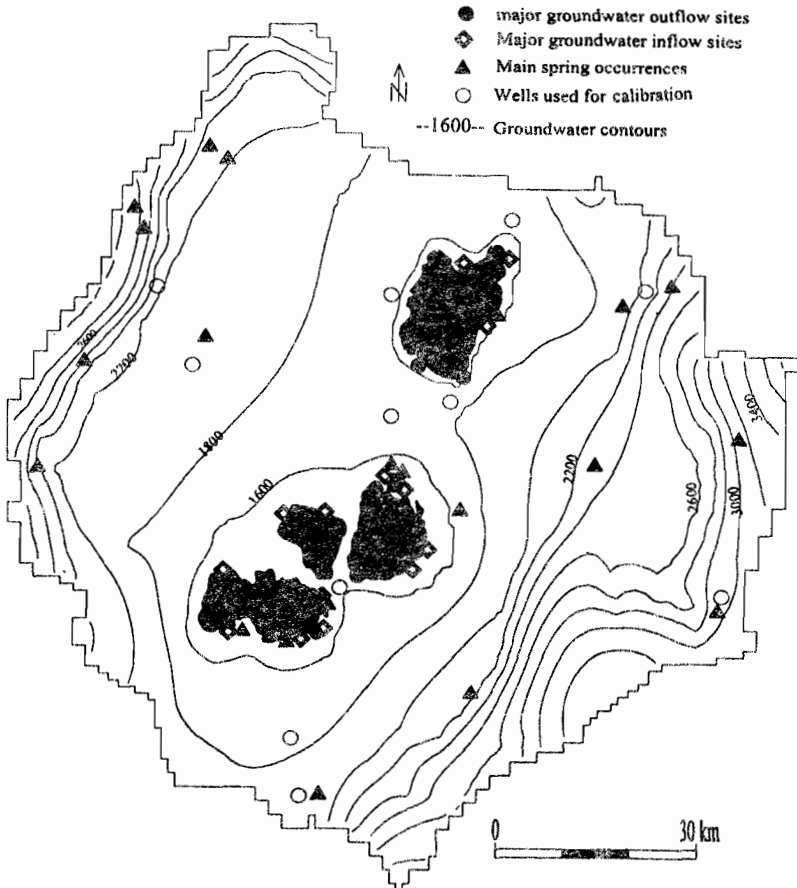 major groundwater outflow sites
Major groundwater inflow sites
Main spring occurrences
N
Wells used for calibration
--1600-- Groundwater contours
2600
2200
1800
1600
2200
2600
3000
3400
0 30 km